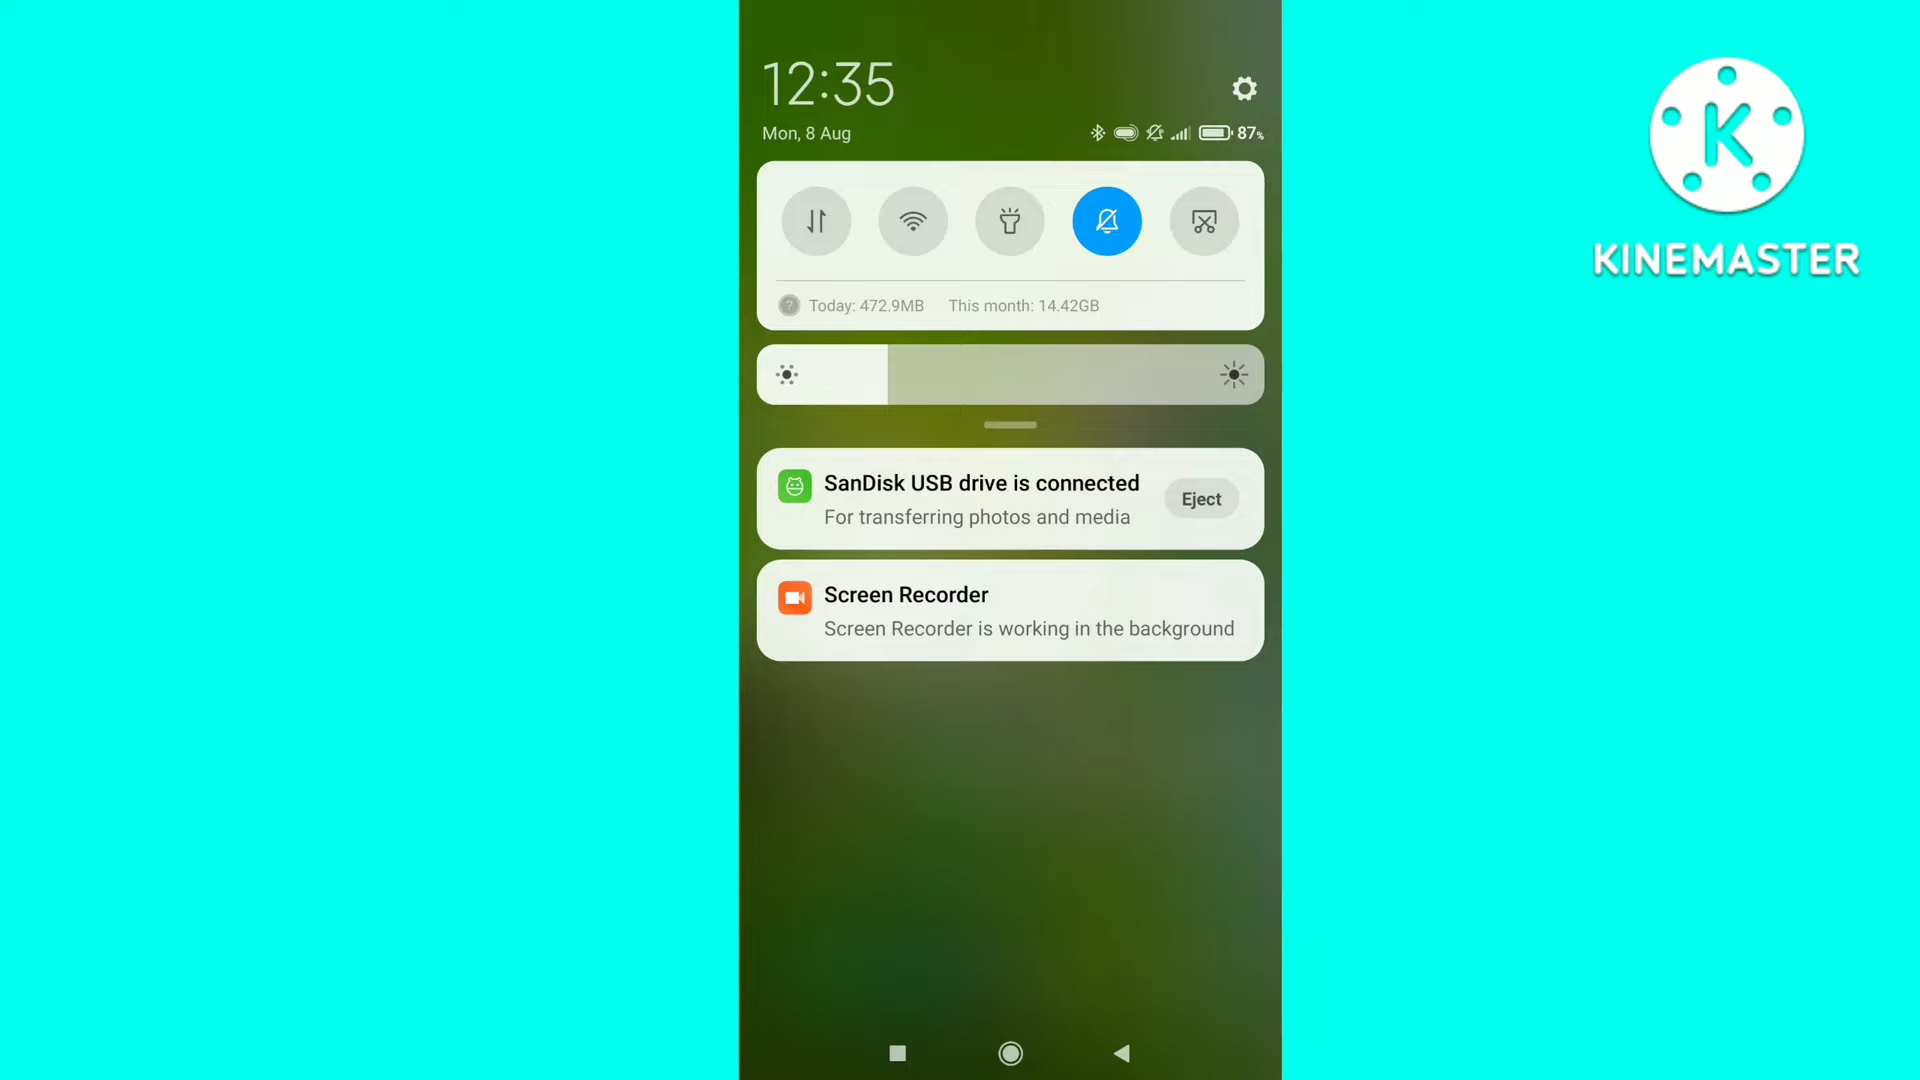 12:35
Mon, 8 Aug
87%
Today: 472.9MB This month: 14.42GB
SanDisk USB drive is connected
For transferring photos and media
Eject
Screen Recorder
Screen Recorder is working in the background
K
KINEMASTER